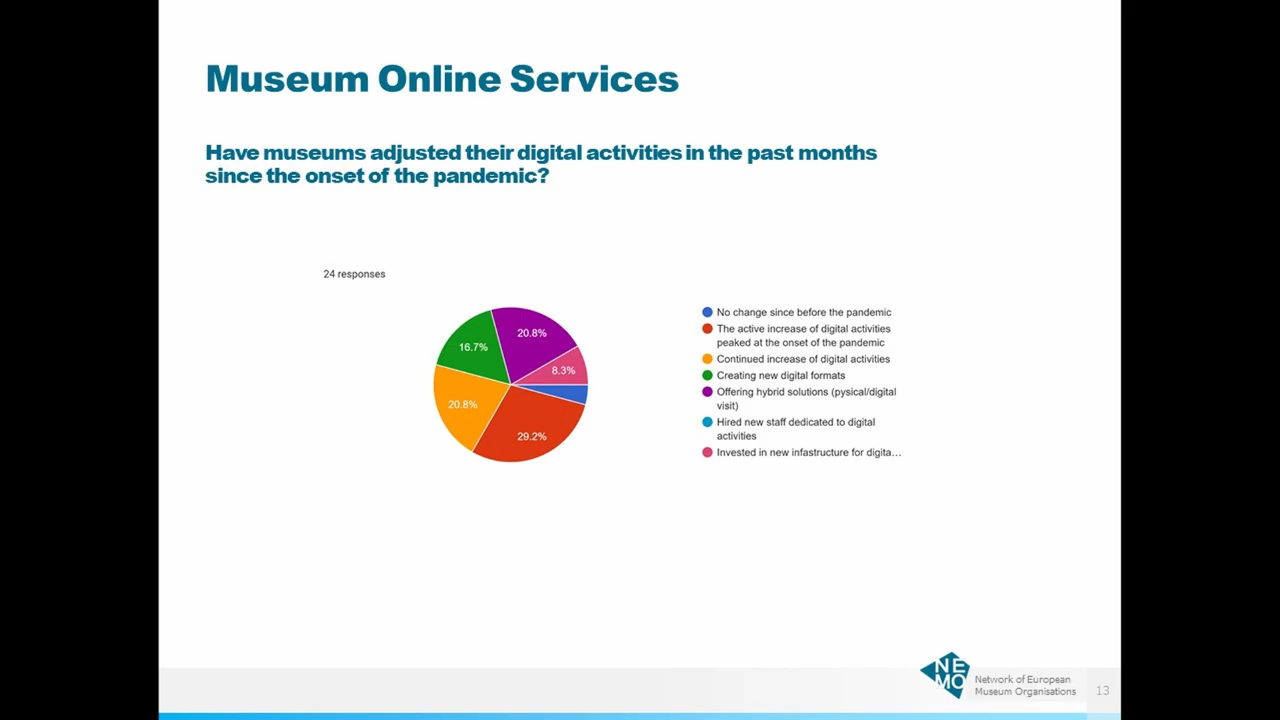 Museum Online Services
Have museums adjusted their digital activities in the past months
since the onset of the pandemic?
24 responses
20.8%
16.7%
8.3%
20.8%
29.2%
No change since before the pandemic
The active increase of digital activities
peaked at the onset of the pandemic
Continued increase of digital activities
Creating new digital formats
Offering hybrid solutions (pysical/digital
visit)
Hired new staff dedicated to digital
activities
Invested in new infastructure for digita…
NE
MO
Network of European
Museum Organisations
13